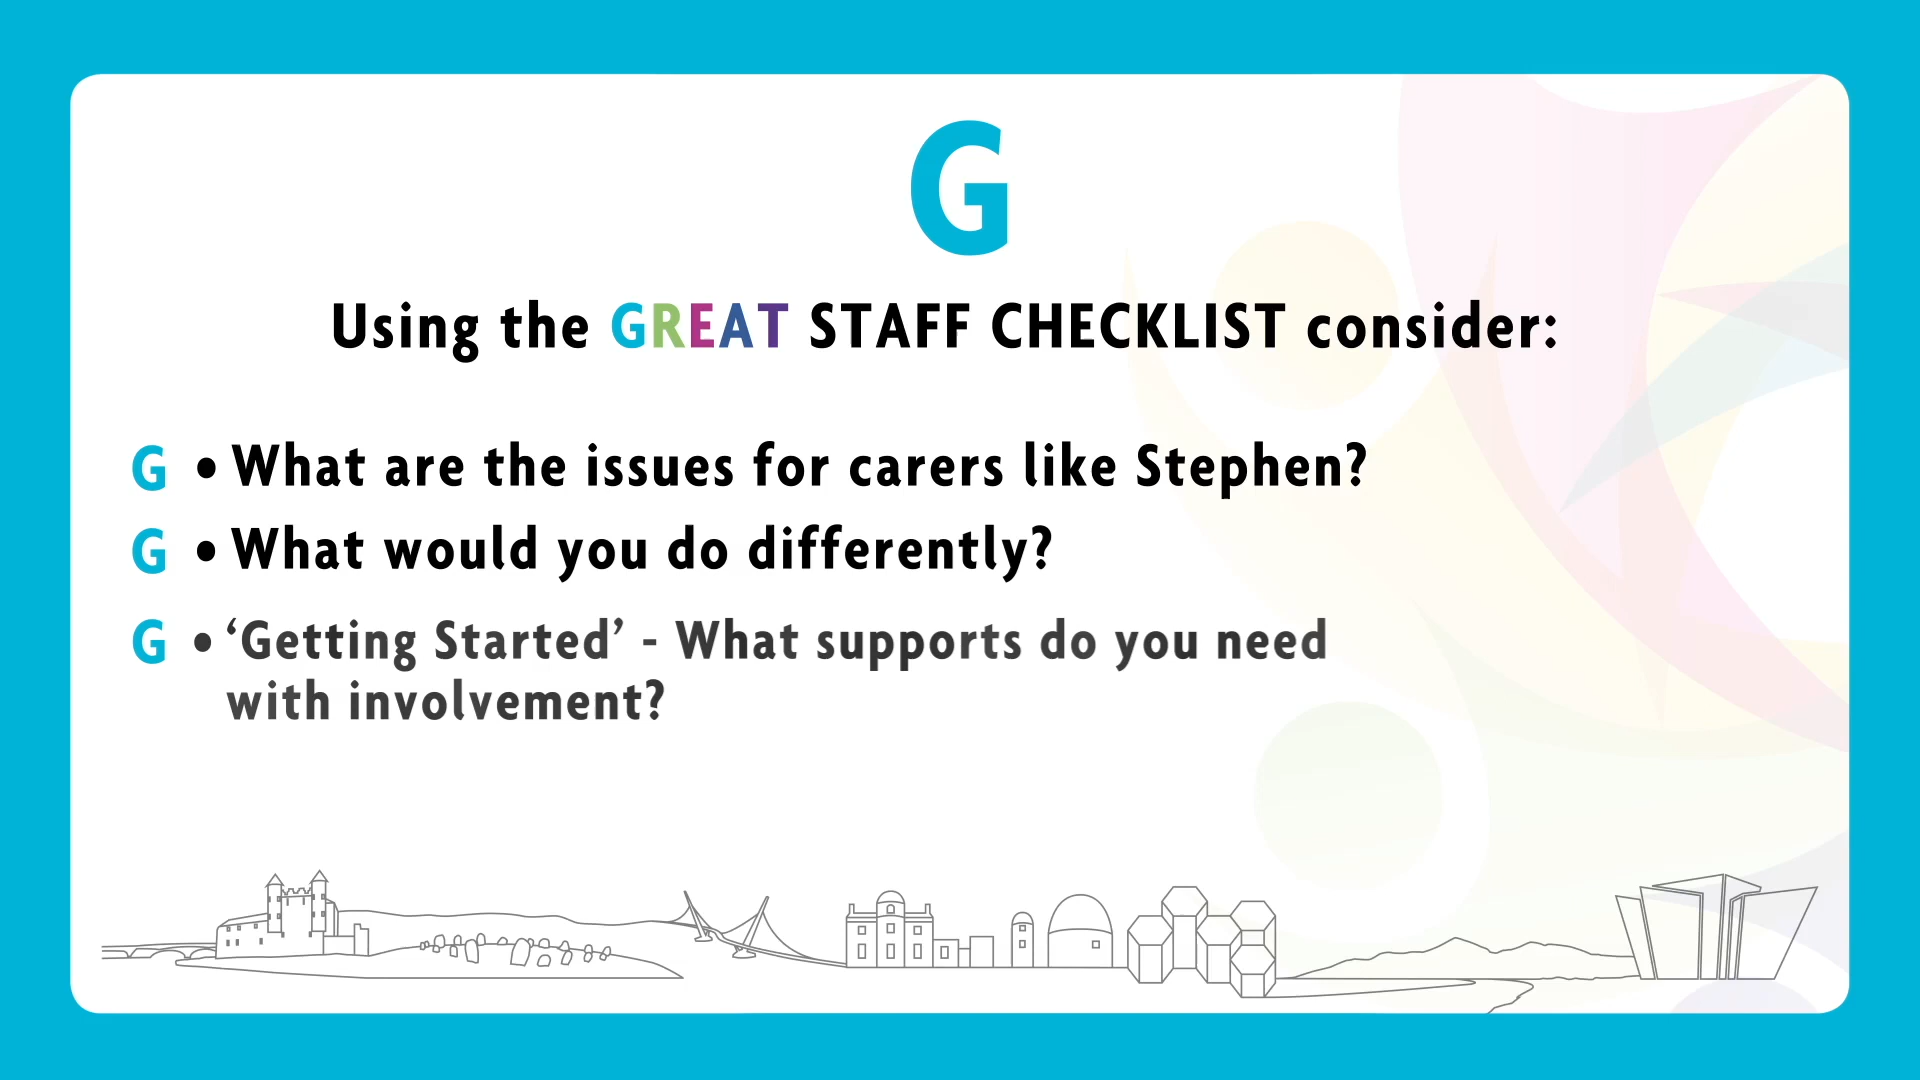 G
Using the GREAT STAFF CHECKLIST consider:
G • What are the issues for carers like Stephen?
G • What would you do differently?
G • ‘Getting Started’ - What supports do you need
with involvement?